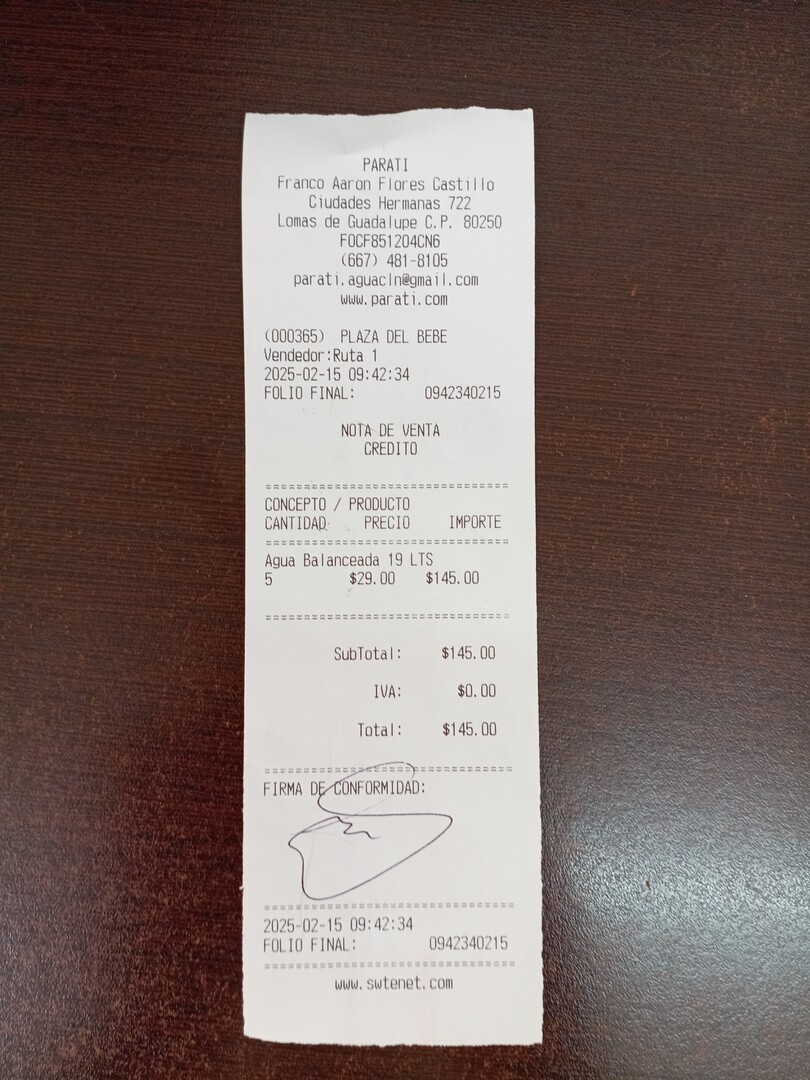 PARATI
Franco Aaron Flores Castillo
Ciudades Hermanas 722
Lomas de Guadalupe C.P. 80250
FOCF851204CN6
(667) 481-8105
parati.aguacln@gmail.com
www.parati.com
(000365) PLAZA DEL BEBE
Vendedor:Ruta 1
2025-02-15 09:42:34
FOLIO FINAL: 0942340215
NOTA DE VENTA
CREDITO
==================================
CONCEPTO / PRODUCTO
CANTIDAD PRECIO IMPORTE
==================================
Agua Balanceada 19 LTS
5 $29.00 $145.00
==================================
SubTotal: $145.00
IVA: $0.00
Total: $145.00
==================================
FIRMA DE CONFORMIDAD:
==================================
2025-02-15 09:42:34
FOLIO FINAL: 0942340215
==================================
www.swtenet.com